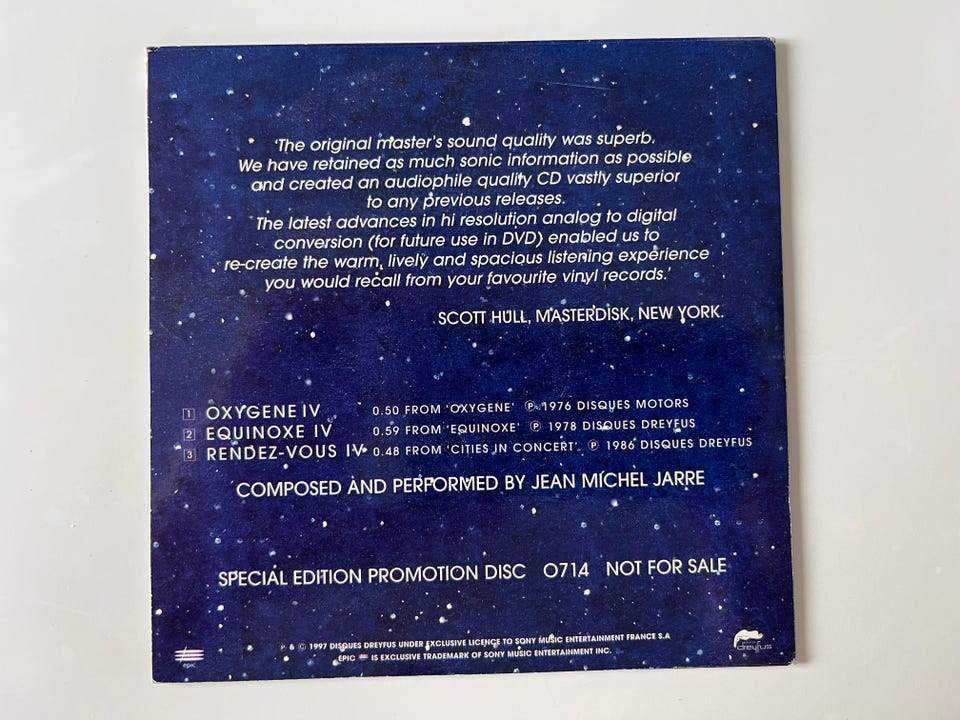 'The original master's sound quality was superb.
We have retained as much sonic information as possible
and created an audiophile quality CD vastly superior
to any previous releases.
The latest advances in hi resolution analog to digital
conversion (for future use in DVD) enabled us to
re-create the warm, lively and spacious listening experience
you would recall from your favourite vinyl records.'
SCOTT HULL, MASTERDISK, NEW YORK.
1 OXYGENE IV 0.50 FROM 'OXYGENE' ℗ 1976 DISQUES MOTORS
2 EQUINOXE IV 0.59 FROM 'EQUINOXE' ℗ 1978 DISQUES DREYFUS
3 RENDEZ-VOUS IV 0.48 FROM 'CITIES IN CONCERT'. ℗ 1986 DISQUES DREYFUS
COMPOSED AND PERFORMED BY JEAN MICHEL JARRE
SPECIAL EDITION PROMOTION DISC 0714 NOT FOR SALE
℗ & © 1997 DISQUES DREYFUS UNDER EXCLUSIVE LICENCE TO SONY MUSIC ENTERTAINMENT FRANCE S.A
EPIC IS EXCLUSIVE TRADEMARK OF SONY MUSIC ENTERTAINMENT INC.
epic
dreyfus